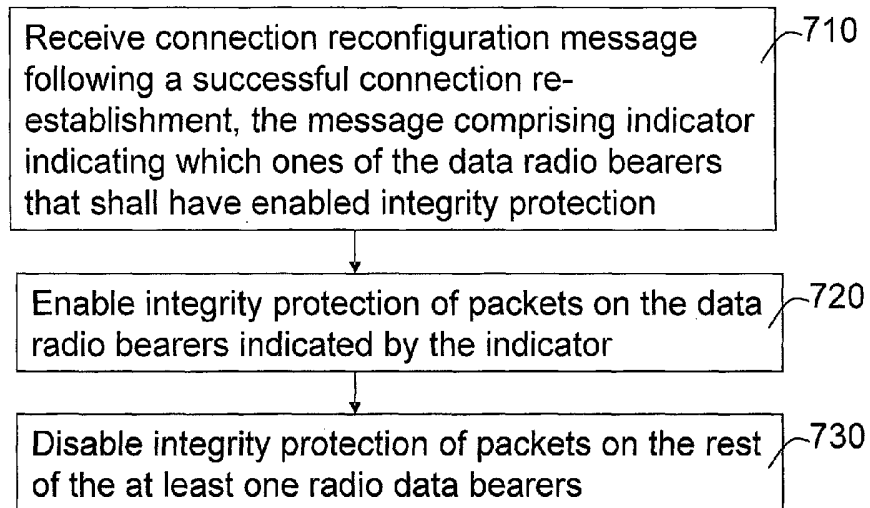 Receive connection reconfiguration message 710
following a successful connection re-
establishment, the message comprising indicator
indicating which ones of the data radio bearers
that shall have enabled integrity protection
Enable integrity protection of packets on the data 720
radio bearers indicated by the indicator
Disable integrity protection of packets on the rest 730
of the at least one radio data bearers